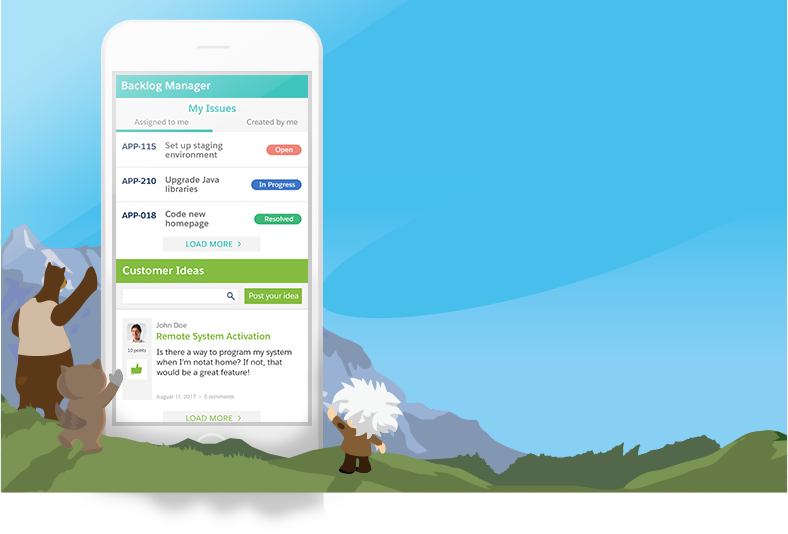 Backlog Manager
My Issues
Assigned to me
Created by me
APP-115
Set up staging
environment
Open
APP-210
Upgrade Java
libraries
In Progress
APP-018
Code new
homepage
Resolved
LOAD MORE >
Customer Ideas
Post your idea
John Doe
Remote System Activation
10 points
Is there a way to program my system
when I'm notat home? If not, that
would be a great feature!
August 11, 2017 • 0 comments
LOAD MORE >